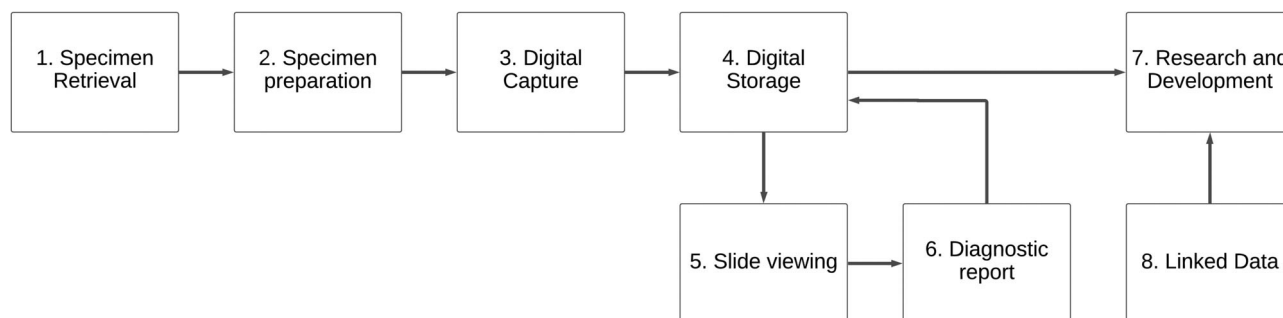 1. Specimen
Retrieval
2. Specimen
preparation
3. Digital
Capture
4. Digital
Storage
7. Research and
Development
5. Slide viewing
6. Diagnostic
report
8. Linked Data